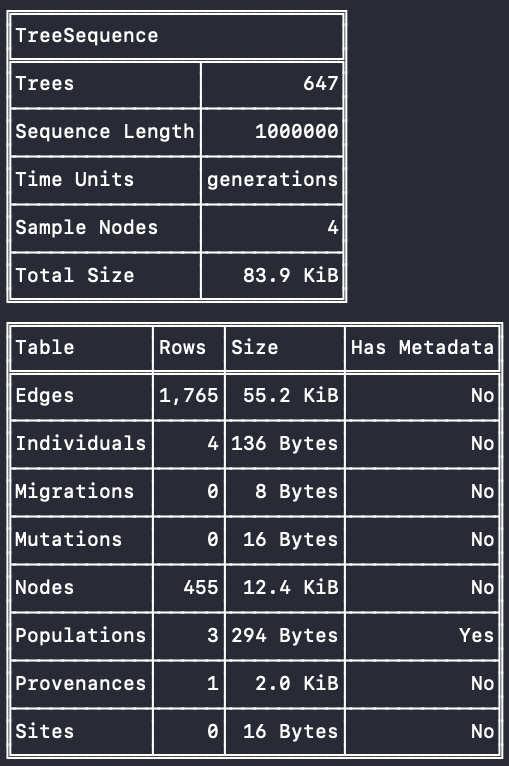 TreeSequence
Trees 647
Sequence Length 1000000
Time Units generations
Sample Nodes 4
Total Size 83.9 KiB
Table Rows Size Has Metadata
Edges 1,765 55.2 KiB No
Individuals 4 136 Bytes No
Migrations 0 8 Bytes No
Mutations 0 16 Bytes No
Nodes 455 12.4 KiB No
Populations 3 294 Bytes Yes
Provenances 1 2.0 KiB No
Sites 0 16 Bytes No